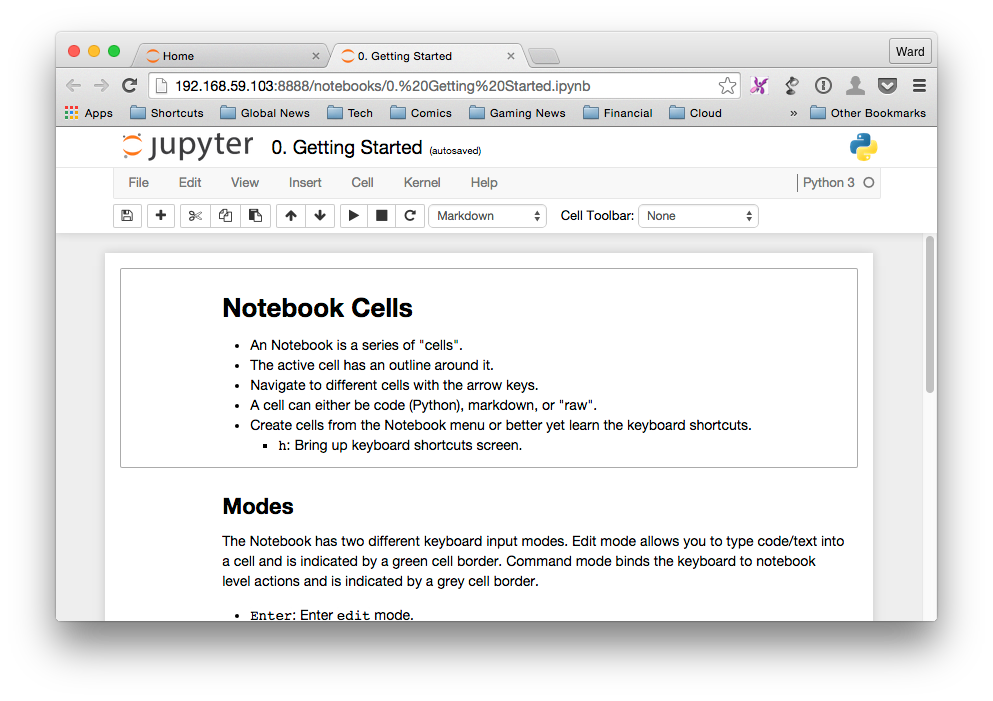 Home
0. Getting Started
Ward
192.168.59.103:8888/notebooks/0.%20Getting%20Started.ipynb
Apps Shortcuts Global News Tech Comics Gaming News Financial Cloud » Other Bookmarks
jupyter 0. Getting Started (autosaved)
File Edit View Insert Cell Kernel Help Python 3
Markdown Cell Toolbar: None
Notebook Cells
• An Notebook is a series of "cells".
• The active cell has an outline around it.
• Navigate to different cells with the arrow keys.
• A cell can either be code (Python), markdown, or "raw".
• Create cells from the Notebook menu or better yet learn the keyboard shortcuts.
▪ h: Bring up keyboard shortcuts screen.
Modes
The Notebook has two different keyboard input modes. Edit mode allows you to type code/text into
a cell and is indicated by a green cell border. Command mode binds the keyboard to notebook
level actions and is indicated by a grey cell border.
• Enter: Enter edit mode.